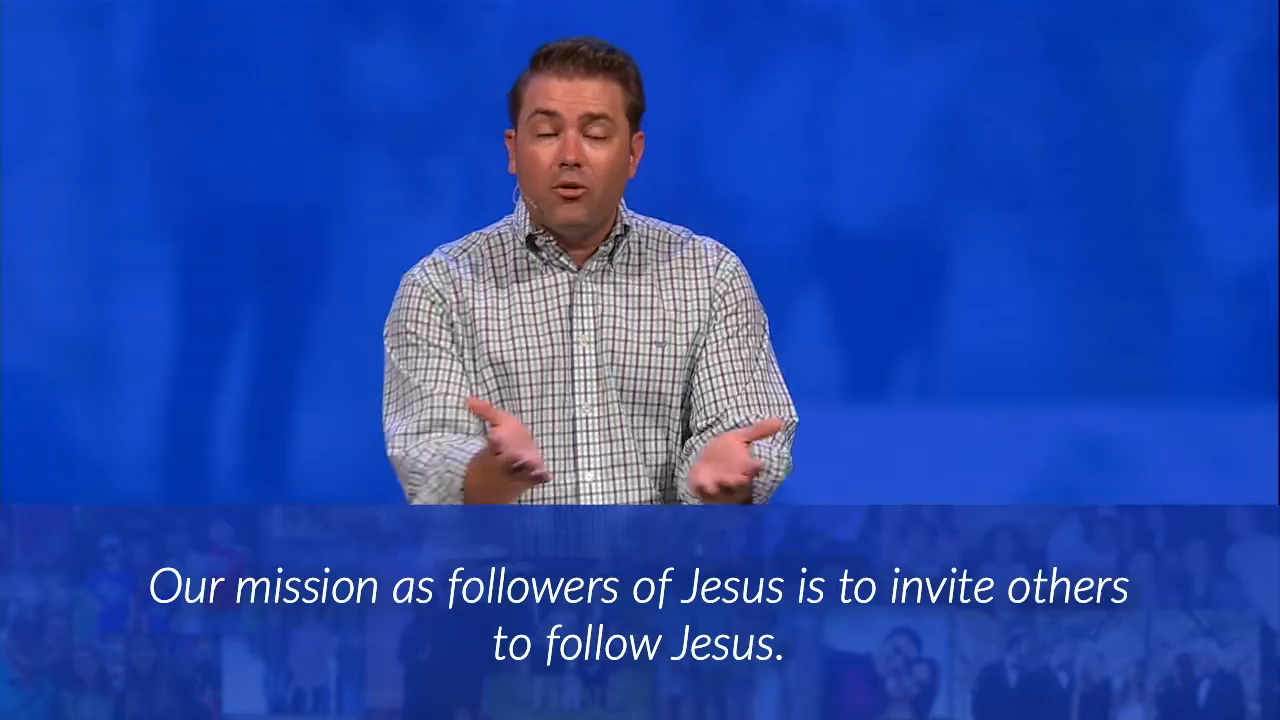 Our mission as followers of Jesus is to invite others
to follow Jesus.